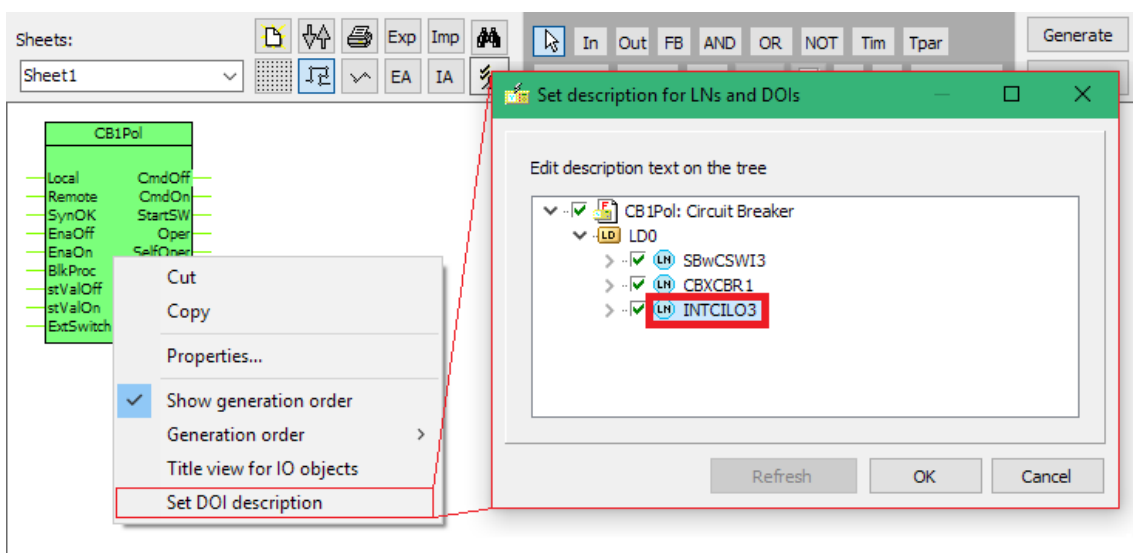 Sheets:
Exp Imp
In Out FB AND OR NOT Tim Tpar
Generate
Sheet1
EA IA
CB1Pol
Local CmdOff
Remote CmdOn
SynOK StartSW
EnaOff Oper
EnaOn SelfOper
BlkProc
stValOff
stValOn
ExtSwitch
Cut
Copy
Properties...
Show generation order
Generation order
Title view for IO objects
Set DOI description
Set description for LNs and DOIs
Edit description text on the tree
F CB1Pol: Circuit Breaker
LD LD0
LN SBwCSWI3
LN CBXCBR1
LN INTCILO3
Refresh OK Cancel